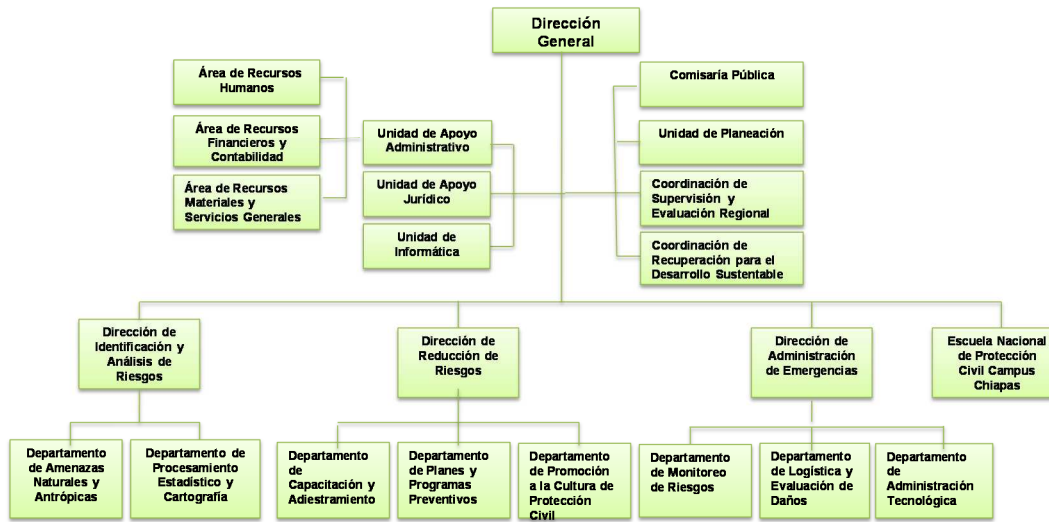 Dirección
General
Área de Recursos
Humanos
Área de Recursos
Financieros y
Contabilidad
Área de Recursos
Materiales y
Servicios Generales
Unidad de Apoyo
Administrativo
Unidad de Apoyo
Jurídico
Unidad de
Informática
Comisaría Pública
Unidad de Planeación
Coordinación de
Supervisión y
Evaluación Regional
Coordinación de
Recuperación para el
Desarrollo Sustentable
Dirección de
Identificación y
Análisis de
Riesgos
Dirección de
Reducción de
Riesgos
Dirección de
Administración
de Emergencias
Escuela Nacional
de Protección
Civil Campus
Chiapas
Departamento
de Amenazas
Naturales y
Antrópicas
Departamento de
Procesamiento
Estadístico y
Cartografía
Departamento
de
Capacitación y
Adiestramiento
Departamento
de Planes y
Programas
Preventivos
Departamento
de Promoción
a la Cultura de
Protección
Civil
Departamento
de Monitoreo
de Riesgos
Departamento
de Logística y
Evaluación de
Daños
Departamento
de
Administración
Tecnológica